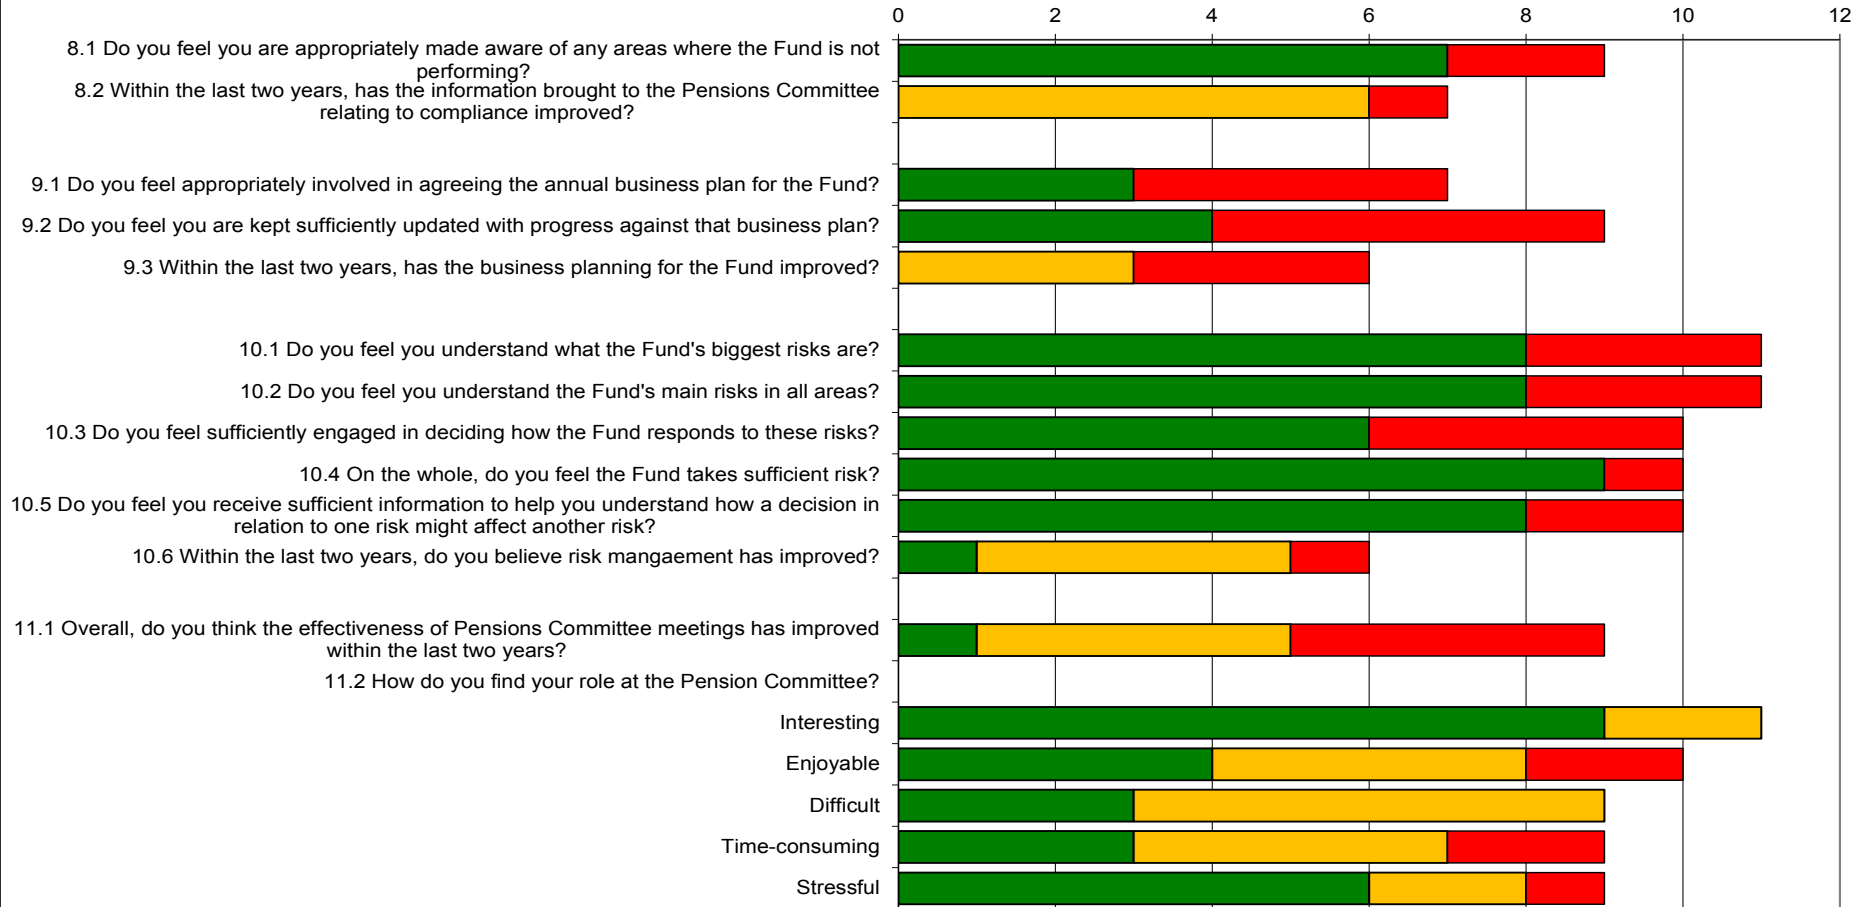 0 2 4 6 8 10 12
8.1 Do you feel you are appropriately made aware of any areas where the Fund is not
performing?
8.2 Within the last two years, has the information brought to the Pensions Committee
relating to compliance improved?
9.1 Do you feel appropriately involved in agreeing the annual business plan for the Fund?
9.2 Do you feel you are kept sufficiently updated with progress against that business plan?
9.3 Within the last two years, has the business planning for the Fund improved?
10.1 Do you feel you understand what the Fund's biggest risks are?
10.2 Do you feel you understand the Fund's main risks in all areas?
10.3 Do you feel sufficiently engaged in deciding how the Fund responds to these risks?
10.4 On the whole, do you feel the Fund takes sufficient risk?
10.5 Do you feel you receive sufficient information to help you understand how a decision in
relation to one risk might affect another risk?
10.6 Within the last two years, do you believe risk mangaement has improved?
11.1 Overall, do you think the effectiveness of Pensions Committee meetings has improved
within the last two years?
11.2 How do you find your role at the Pension Committee?
Interesting
Enjoyable
Difficult
Time-consuming
Stressful